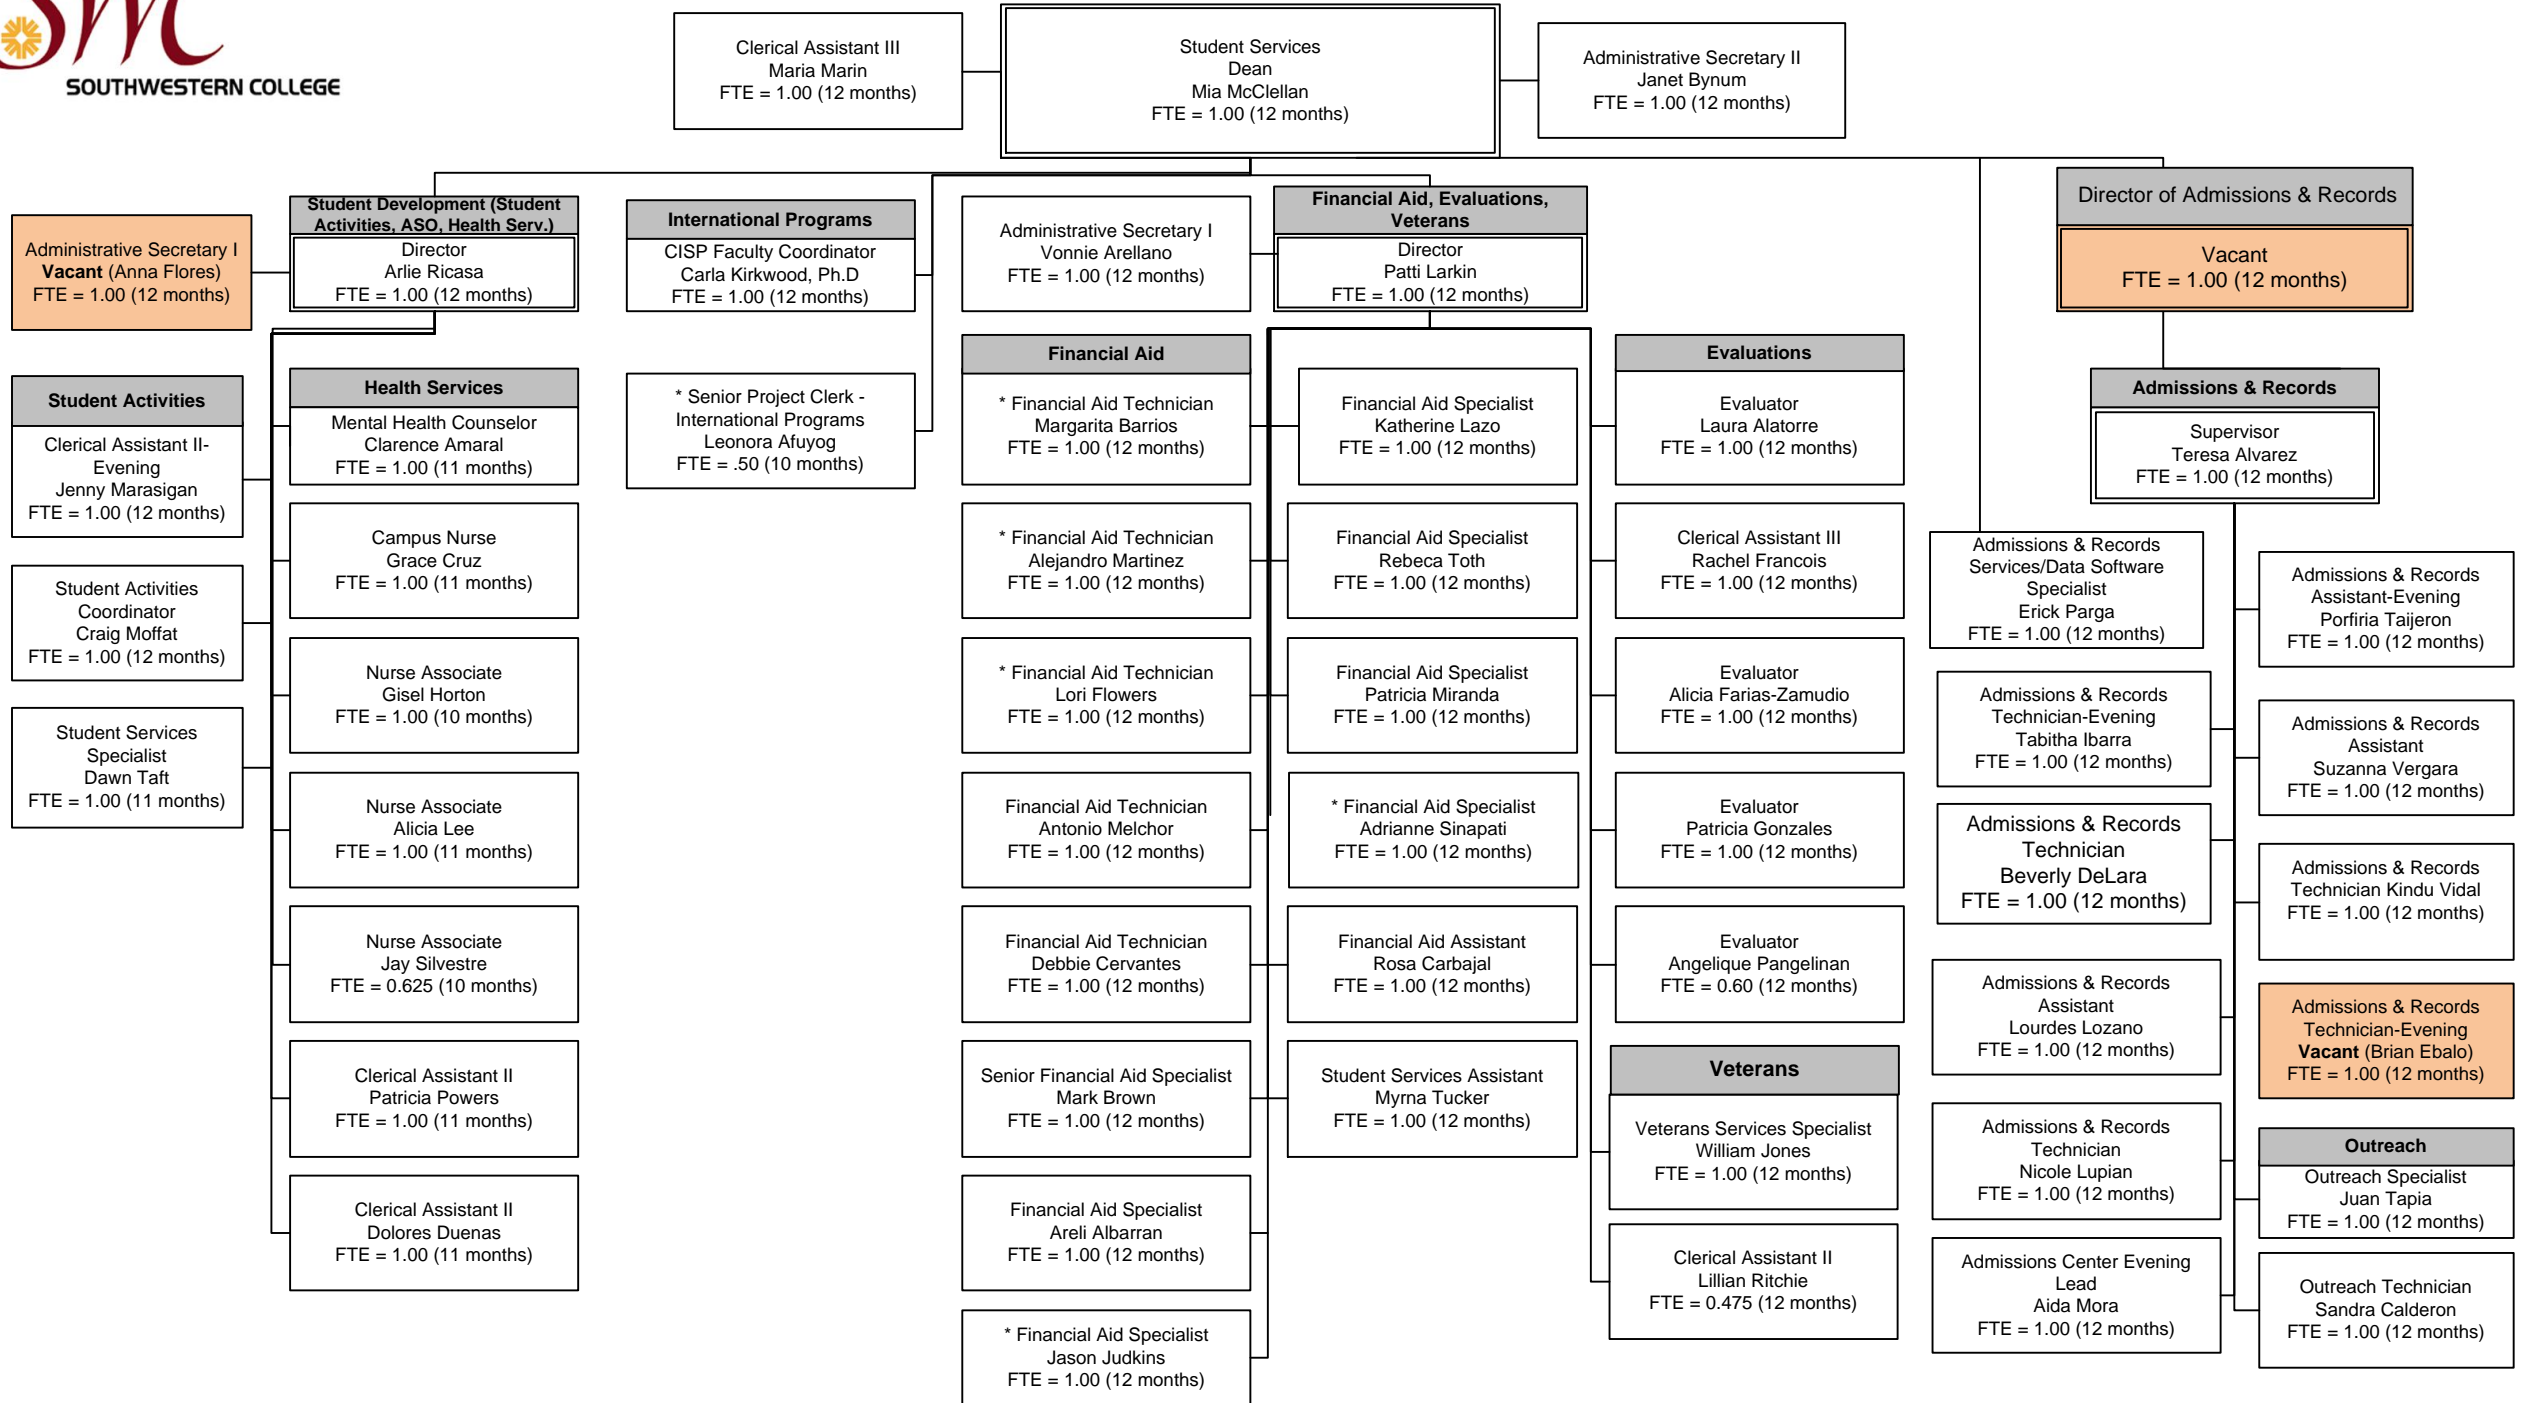 SWC
SOUTHWESTERN COLLEGE
Clerical Assistant III
Maria Marin
FTE = 1.00 (12 months)
Student Services
Dean
Mia McClellan
FTE = 1.00 (12 months)
Administrative Secretary II
Janet Bynum
FTE = 1.00 (12 months)
Administrative Secretary I
Vacant (Anna Flores)
FTE = 1.00 (12 months)
Student Development (Student
Activities, ASO, Health Serv.)
Director
Arlie Ricasa
FTE = 1.00 (12 months)
Student Activities
Clerical Assistant II-
Evening
Jenny Marasigan
FTE = 1.00 (12 months)
Student Activities
Coordinator
Craig Moffat
FTE = 1.00 (12 months)
Student Services
Specialist
Dawn Taft
FTE = 1.00 (11 months)
Health Services
Mental Health Counselor
Clarence Amaral
FTE = 1.00 (11 months)
Campus Nurse
Grace Cruz
FTE = 1.00 (11 months)
Nurse Associate
Gisel Horton
FTE = 1.00 (10 months)
Nurse Associate
Alicia Lee
FTE = 1.00 (11 months)
Nurse Associate
Jay Silvestre
FTE = 0.625 (10 months)
Clerical Assistant II
Patricia Powers
FTE = 1.00 (11 months)
Clerical Assistant II
Dolores Duenas
FTE = 1.00 (11 months)
International Programs
CISP Faculty Coordinator
Carla Kirkwood, Ph.D
FTE = 1.00 (12 months)
* Senior Project Clerk -
International Programs
Leonora Afuyog
FTE = .50 (10 months)
Administrative Secretary I
Vonnie Arellano
FTE = 1.00 (12 months)
Financial Aid, Evaluations,
Veterans
Director
Patti Larkin
FTE = 1.00 (12 months)
Financial Aid
* Financial Aid Technician
Margarita Barrios
FTE = 1.00 (12 months)
* Financial Aid Technician
Alejandro Martinez
FTE = 1.00 (12 months)
* Financial Aid Technician
Lori Flowers
FTE = 1.00 (12 months)
Financial Aid Technician
Antonio Melchor
FTE = 1.00 (12 months)
Financial Aid Technician
Debbie Cervantes
FTE = 1.00 (12 months)
Senior Financial Aid Specialist
Mark Brown
FTE = 1.00 (12 months)
Financial Aid Specialist
Areli Albarran
FTE = 1.00 (12 months)
* Financial Aid Specialist
Jason Judkins
FTE = 1.00 (12 months)
Financial Aid Specialist
Katherine Lazo
FTE = 1.00 (12 months)
Financial Aid Specialist
Rebeca Toth
FTE = 1.00 (12 months)
Financial Aid Specialist
Patricia Miranda
FTE = 1.00 (12 months)
* Financial Aid Specialist
Adrianne Sinapati
FTE = 1.00 (12 months)
Financial Aid Assistant
Rosa Carbajal
FTE = 1.00 (12 months)
Student Services Assistant
Myrna Tucker
FTE = 1.00 (12 months)
Evaluations
Evaluator
Laura Alatorre
FTE = 1.00 (12 months)
Clerical Assistant III
Rachel Francois
FTE = 1.00 (12 months)
Evaluator
Alicia Farias-Zamudio
FTE = 1.00 (12 months)
Evaluator
Patricia Gonzales
FTE = 1.00 (12 months)
Evaluator
Angelique Pangelinan
FTE = 0.60 (12 months)
Veterans
Veterans Services Specialist
William Jones
FTE = 1.00 (12 months)
Clerical Assistant II
Lillian Ritchie
FTE = 0.475 (12 months)
Director of Admissions & Records
Vacant
FTE = 1.00 (12 months)
Admissions & Records
Supervisor
Teresa Alvarez
FTE = 1.00 (12 months)
Admissions & Records
Services/Data Software
Specialist
Erick Parga
FTE = 1.00 (12 months)
Admissions & Records
Technician-Evening
Tabitha Ibarra
FTE = 1.00 (12 months)
Admissions & Records
Technician
Beverly DeLara
FTE = 1.00 (12 months)
Admissions & Records
Assistant
Lourdes Lozano
FTE = 1.00 (12 months)
Admissions & Records
Technician
Nicole Lupian
FTE = 1.00 (12 months)
Admissions Center Evening
Lead
Aida Mora
FTE = 1.00 (12 months)
Admissions & Records
Assistant-Evening
Porfiria Taijeron
FTE = 1.00 (12 months)
Admissions & Records
Assistant
Suzanna Vergara
FTE = 1.00 (12 months)
Admissions & Records
Technician Kindu Vidal
FTE = 1.00 (12 months)
Admissions & Records
Technician-Evening
Vacant (Brian Ebalo)
FTE = 1.00 (12 months)
Outreach
Outreach Specialist
Juan Tapia
FTE = 1.00 (12 months)
Outreach Technician
Sandra Calderon
FTE = 1.00 (12 months)